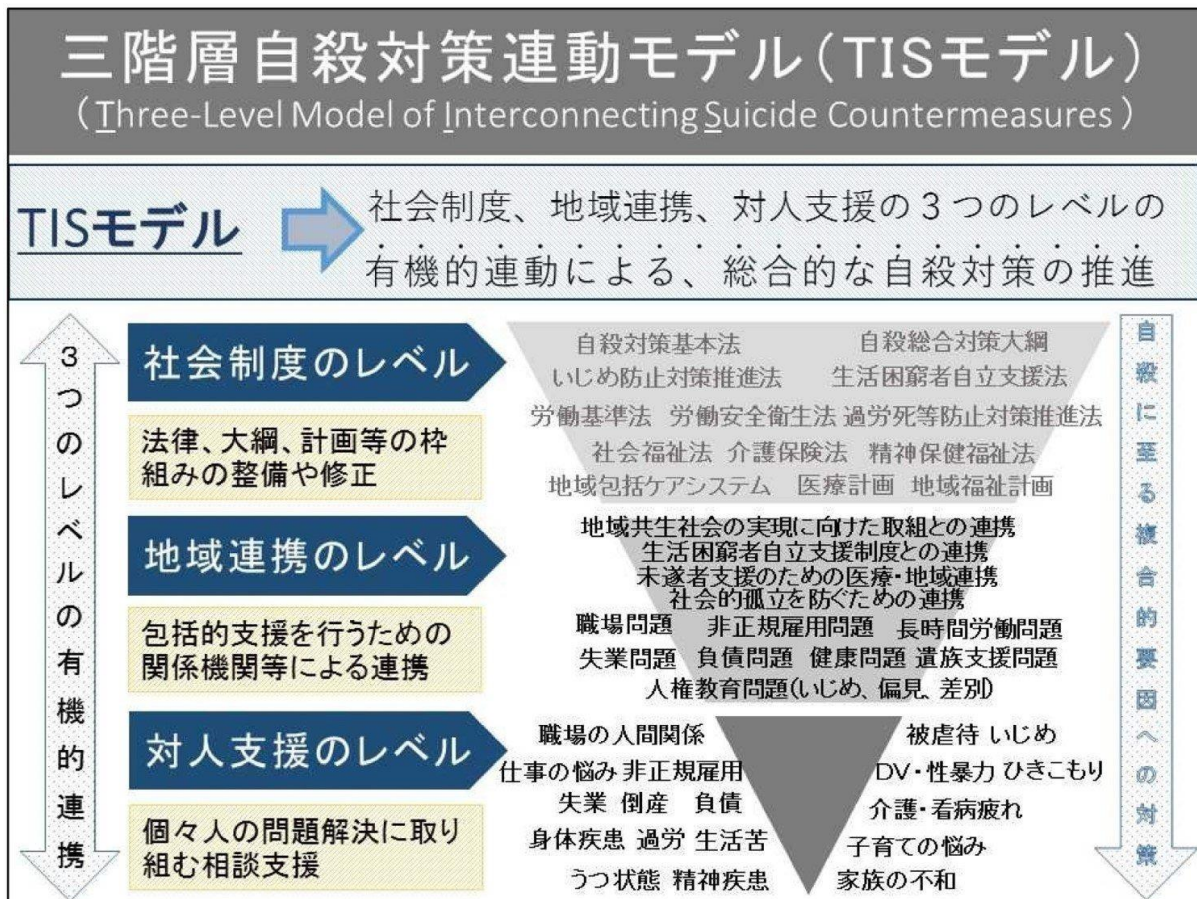 三階層自殺対策連動モデル(TISモデル)
(Three-Level Model of Interconnecting Suicide Countermeasures)
TISモデル
社会制度、地域連携、対人支援の3つのレベルの
有機的連動による、総合的な自殺対策の推進
3つのレベルの有機的連携
社会制度のレベル
法律、大綱、計画等の枠
組みの整備や修正
自殺対策基本法 自殺総合対策大綱
いじめ防止対策推進法 生活困窮者自立支援法
労働基準法 労働安全衛生法 過労死等防止対策推進法
社会福祉法 介護保険法 精神保健福祉法
地域包括ケアシステム 医療計画 地域福祉計画
地域連携のレベル
包括的支援を行うための
関係機関等による連携
地域共生社会の実現に向けた取組との連携
生活困窮者自立支援制度との連携
未遂者支援のための医療・地域連携
社会的孤立を防ぐための連携
職場問題 非正規雇用問題 長時間労働問題
失業問題 負債問題 健康問題 遺族支援問題
人権教育問題(いじめ、偏見、差別)
対人支援のレベル
個々人の問題解決に取り
組む相談支援
職場の人間関係 被虐待 いじめ
仕事の悩み 非正規雇用 DV・性暴力 ひきこもり
失業 倒産 負債 介護・看病疲れ
身体疾患 過労 生活苦 子育ての悩み
うつ状態 精神疾患 家族の不和
自殺に至る複合的要因への対策